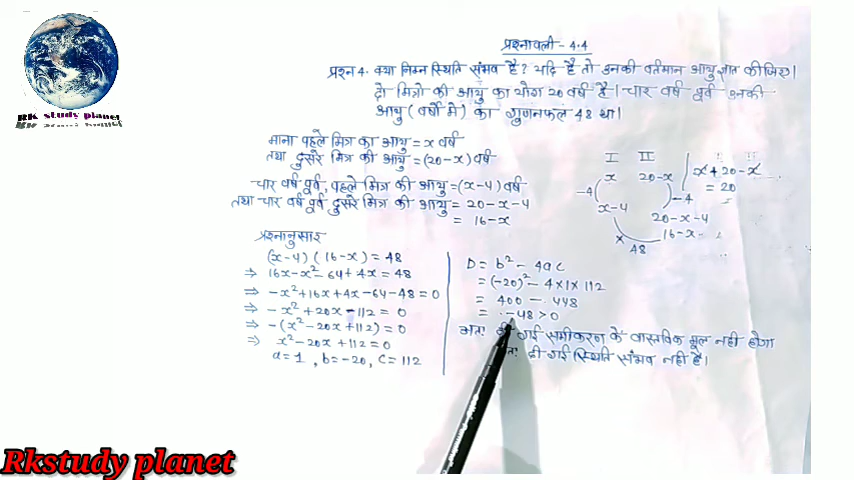 प्रश्नावली - 4.4
प्रश्न 4. क्या निम्न स्थिति संभव है? यदि है तो उनकी वर्तमान आयु ज्ञात कीजिए।
दो मित्रो की आयु का योग 20 वर्ष है। चार वर्ष पूर्व उनकी
आयु (वर्षो मे) का गुणनफल 48 था।
RK study planet
माना पहले मित्र का आयु = x वर्ष
तथा दुसरे मित्र की आयु = (20-x) वर्ष
चार वर्ष पूर्व, पहले मित्र की आयु = (x-4) वर्ष
तथा चार वर्ष पूर्व दुसरे मित्र की आयु = 20-x-4
= 16-x
I II
x 20-x
-4 -4
x-4
20-x-4
16-x
x
48
x+20-x
= 20
=
प्रश्नानुसार
(x-4) (16-x) = 48
⇒ 16x-x²-64+4x = 48
⇒ -x²+16x+4x-64-48 = 0
⇒ -x²+20x-112 = 0
⇒ -(x²-20x+112) = 0
⇒ x²-20x+112 = 0
a=1, b=-20, c=112
D = b² - 4ac
= (-20)² - 4×1×112
= 400 - 448
= -48 > 0
अतः गई समीकरण के वास्तविक मूल नही होगा
दी गई स्थिति संभव नही है।
Rkstudy planet